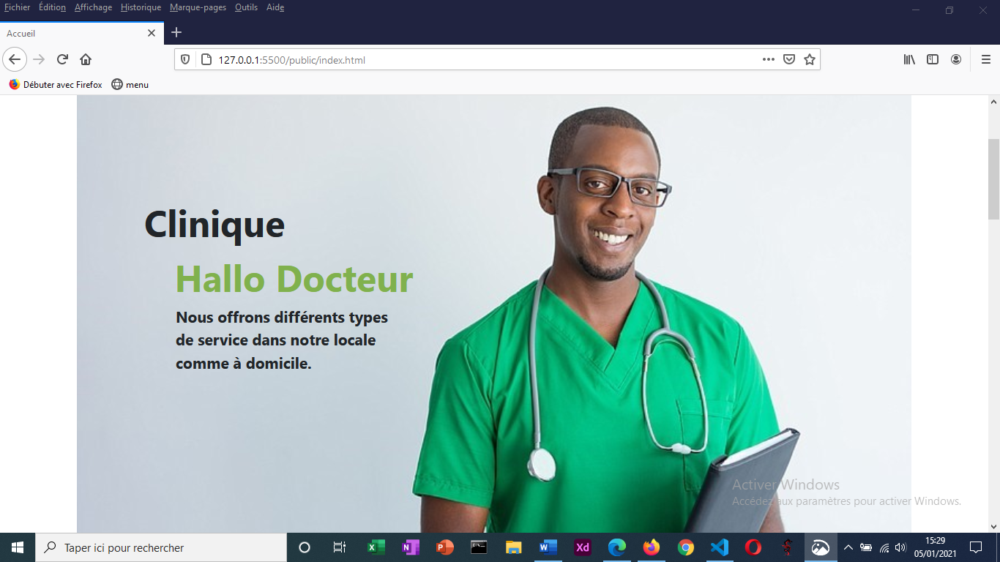 Fichier Édition Affichage Historique Marque-pages Outils Aide
Accueil
127.0.0.1:5500/public/index.html
Débuter avec Firefox menu
Clinique
Hallo Docteur
Nous offrons différents types
de service dans notre locale
comme à domicile.
Activer Windows
Accédez aux paramètres pour activer Windows.
Taper ici pour rechercher
Xd
15:29
05/01/2021